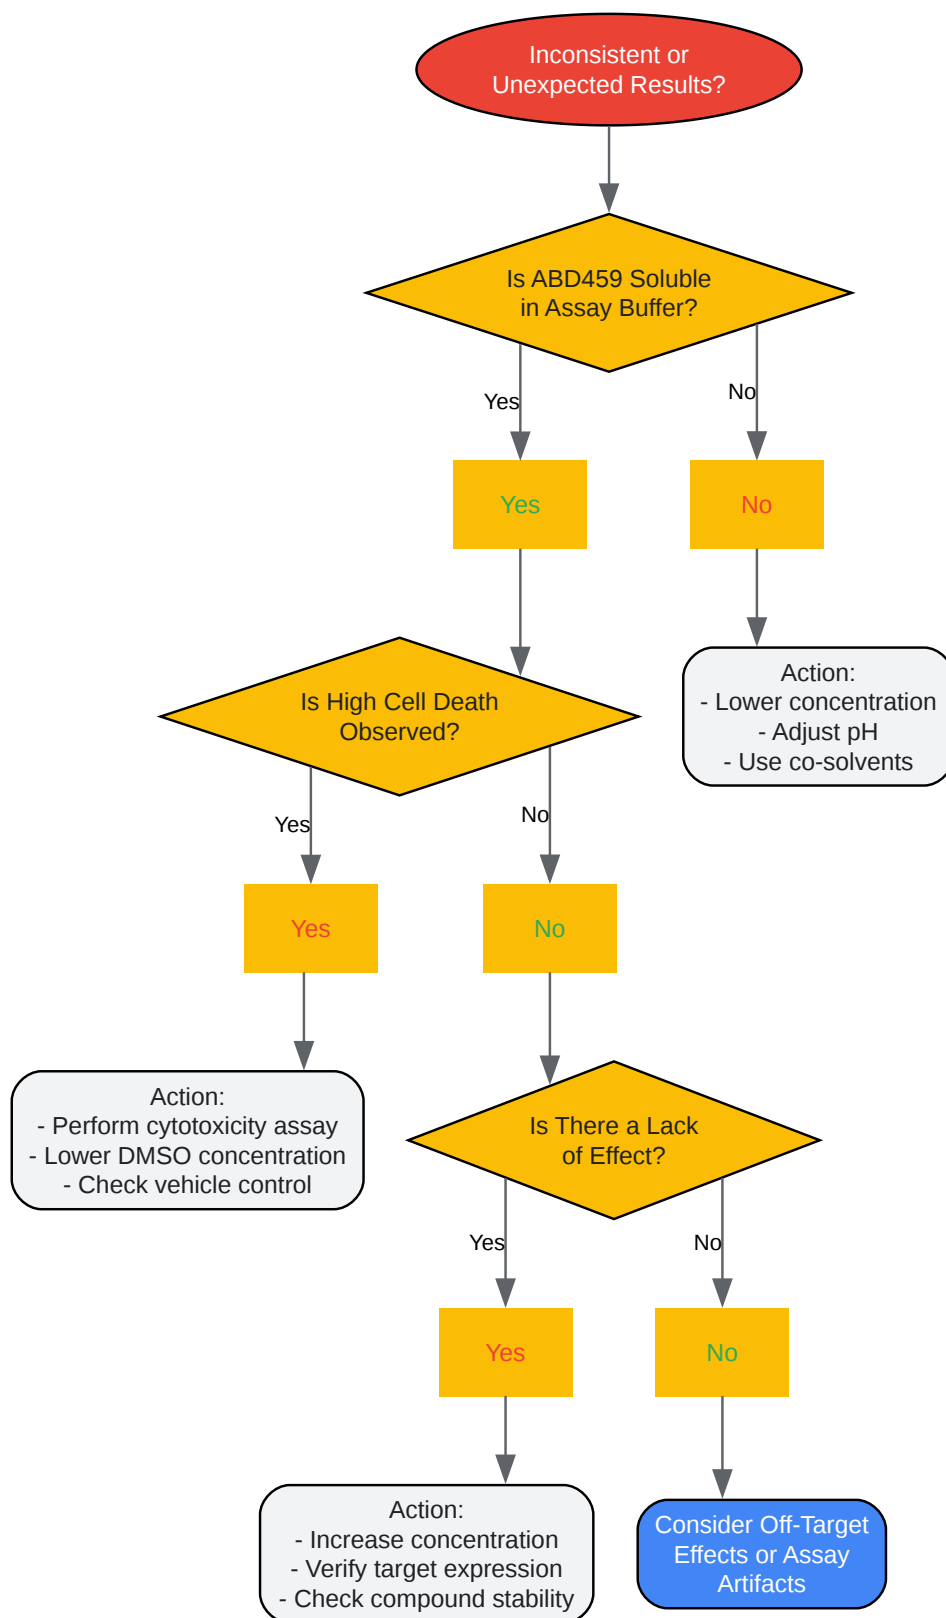 Inconsistent or
Unexpected Results?
Is ABD459 Soluble
in Assay Buffer?
Yes
No
Yes
No
Action:
- Lower concentration
- Adjust pH
- Use co-solvents
Is High Cell Death
Observed?
Yes
No
Yes
No
Action:
- Perform cytotoxicity assay
- Lower DMSO concentration
- Check vehicle control
Is There a Lack
of Effect?
Yes
No
Yes
No
Action:
- Increase concentration
- Verify target expression
- Check compound stability
Consider Off-Target
Effects or Assay
Artifacts